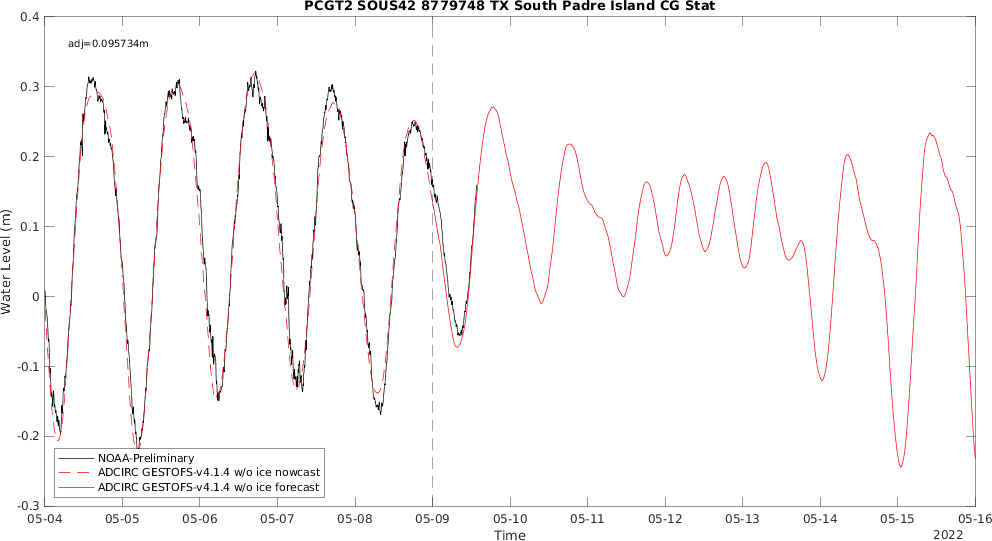 PCGT2 SOUS42 8779748 TX South Padre Island CG Stat
adj=0.095734m
0.4
0.3
0.2
0.1
0
-0.1
-0.2
-0.3
Water Level (m)
NOAA-Preliminary
ADCIRC GESTOFS-v4.1.4 w/o ice nowcast
ADCIRC GESTOFS-v4.1.4 w/o ice forecast
05-04 05-05 05-06 05-07 05-08 05-09 05-10 05-11 05-12 05-13 05-14 05-15 05-16
Time
2022